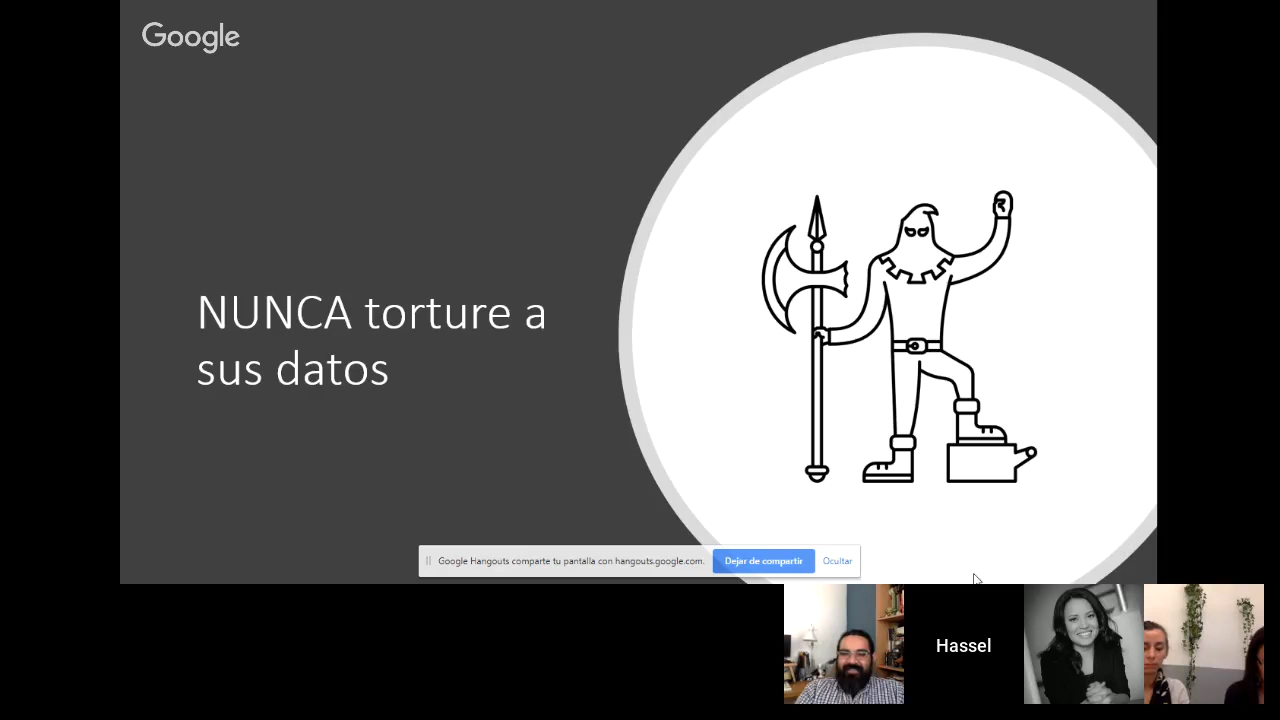 Google
NUNCA torture a
sus datos
Google Hangouts comparte tu pantalla con hangouts.google.com.
Dejar de compartir
Ocultar
Hassel